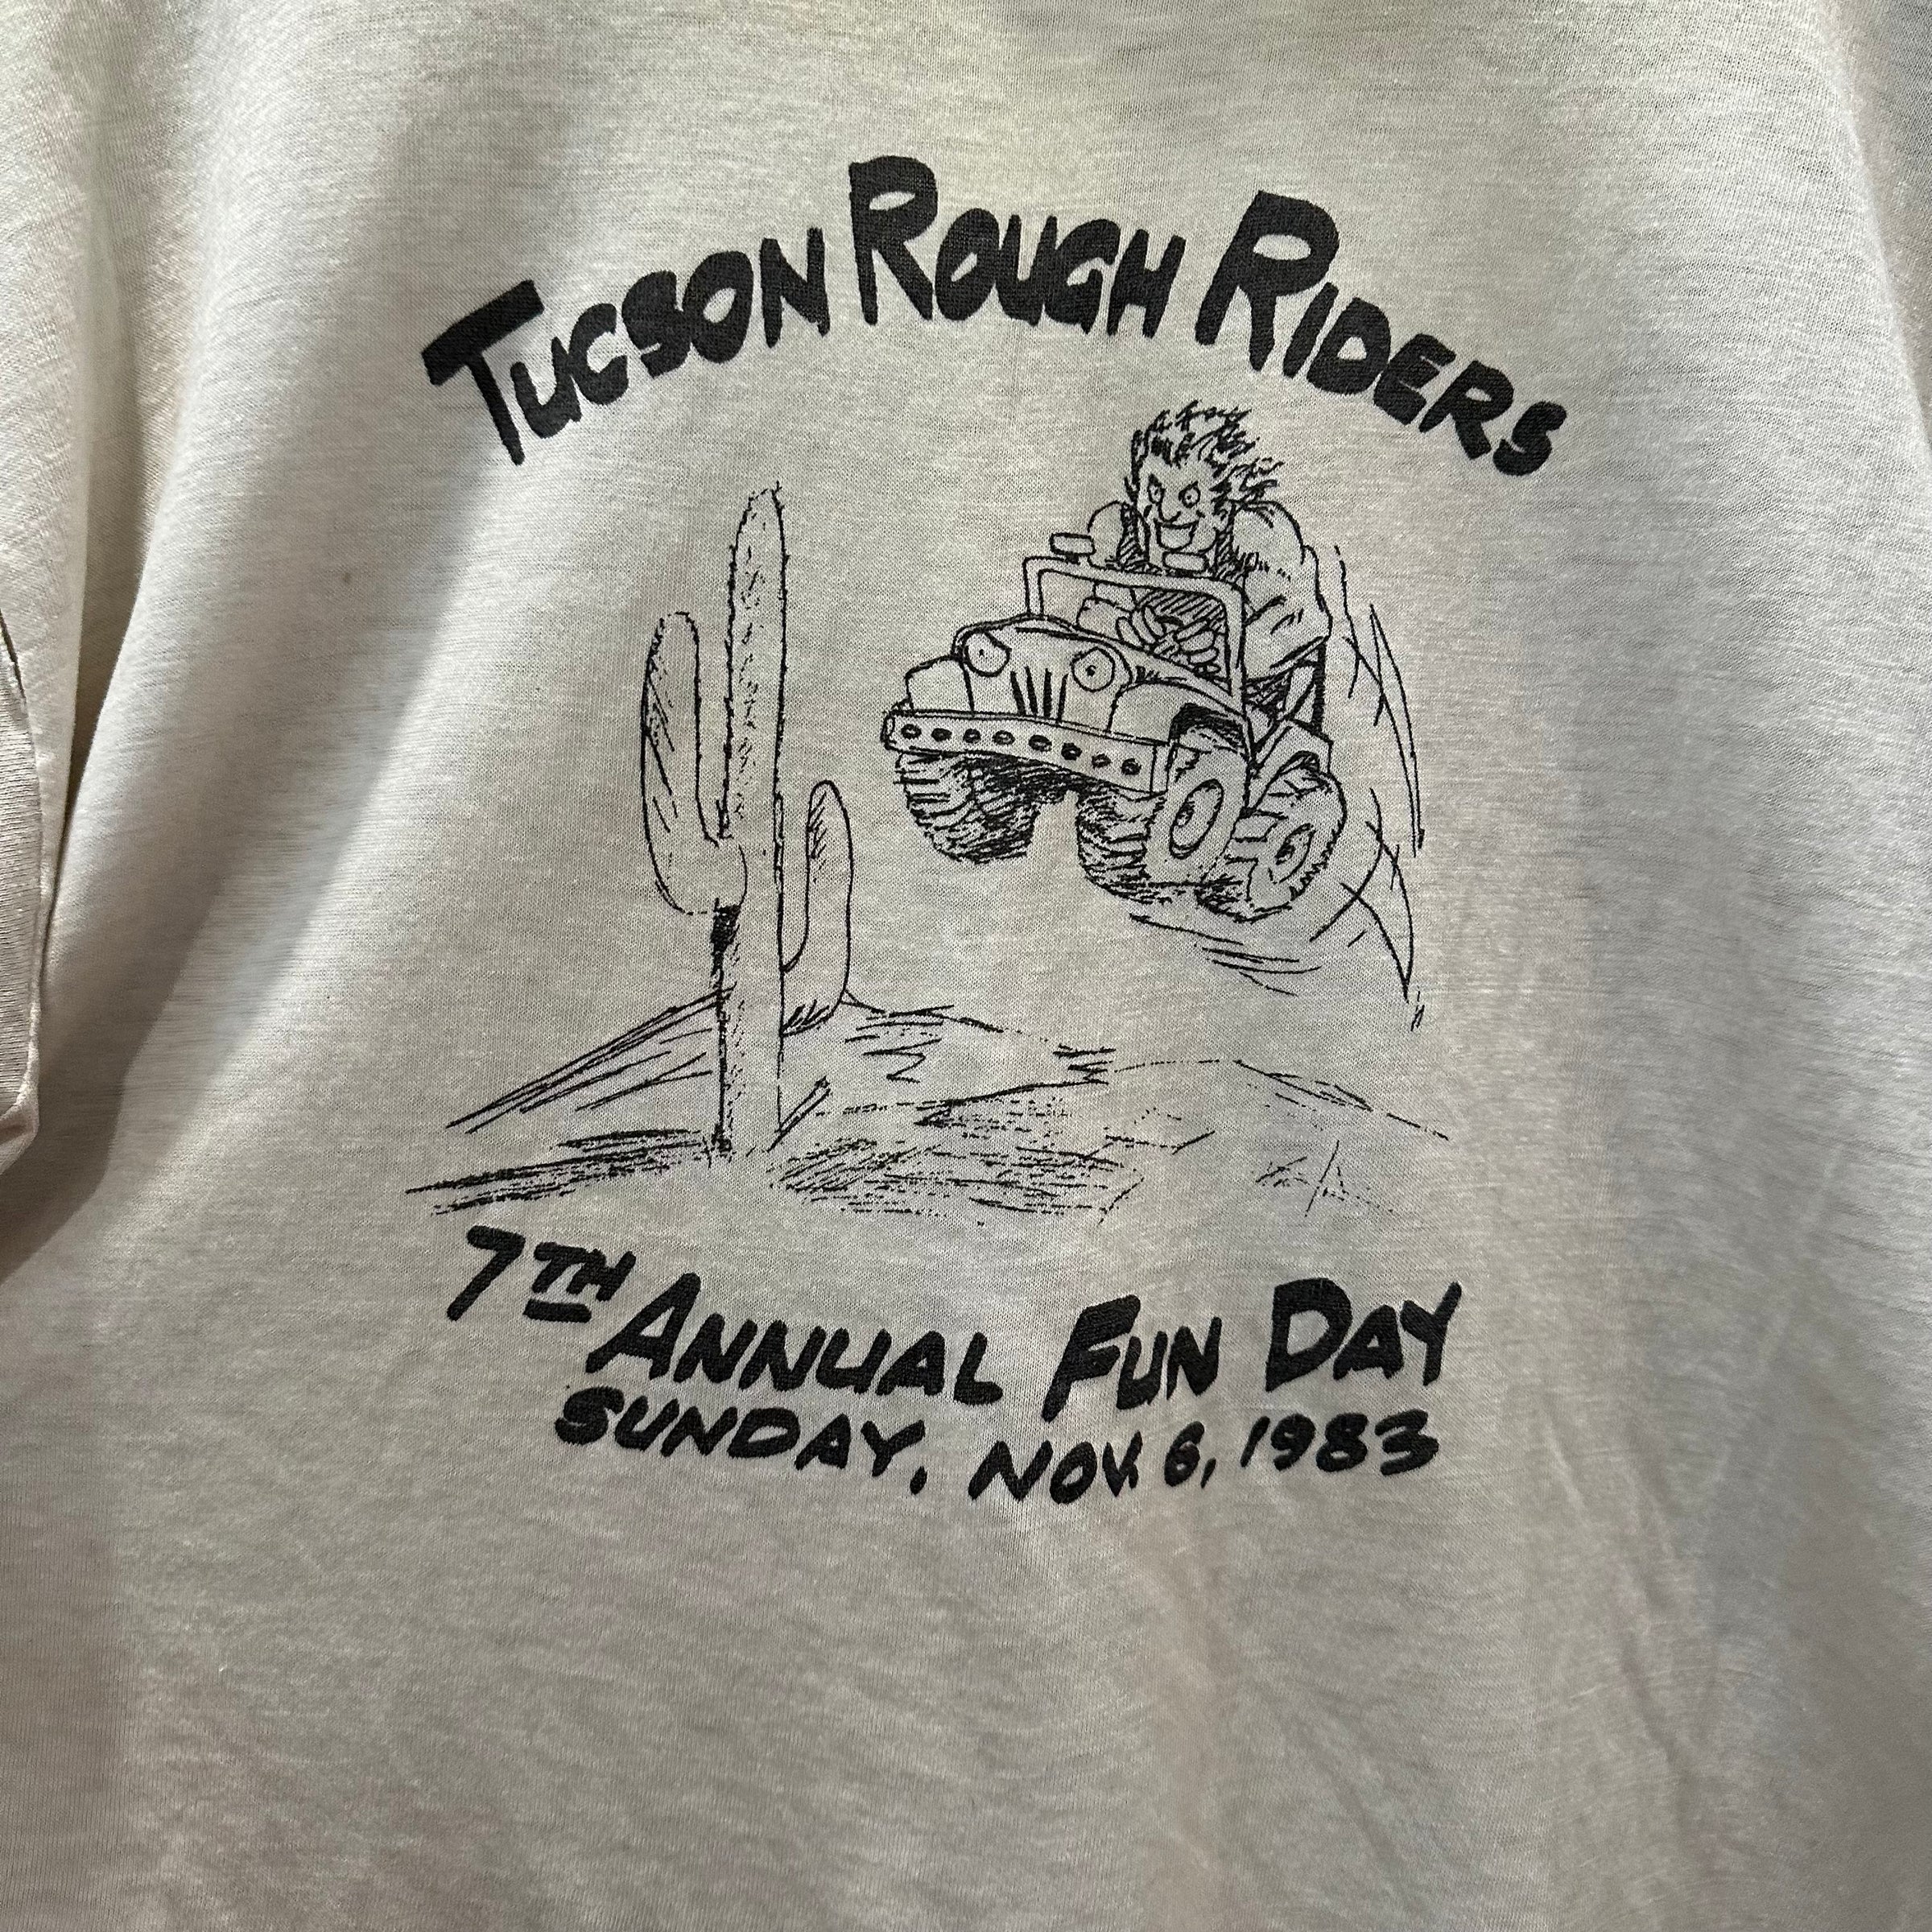 TUCSON ROUGH RIDERS
7TH ANNUAL FUN DAY
SUNDAY, NOV. 6, 1983